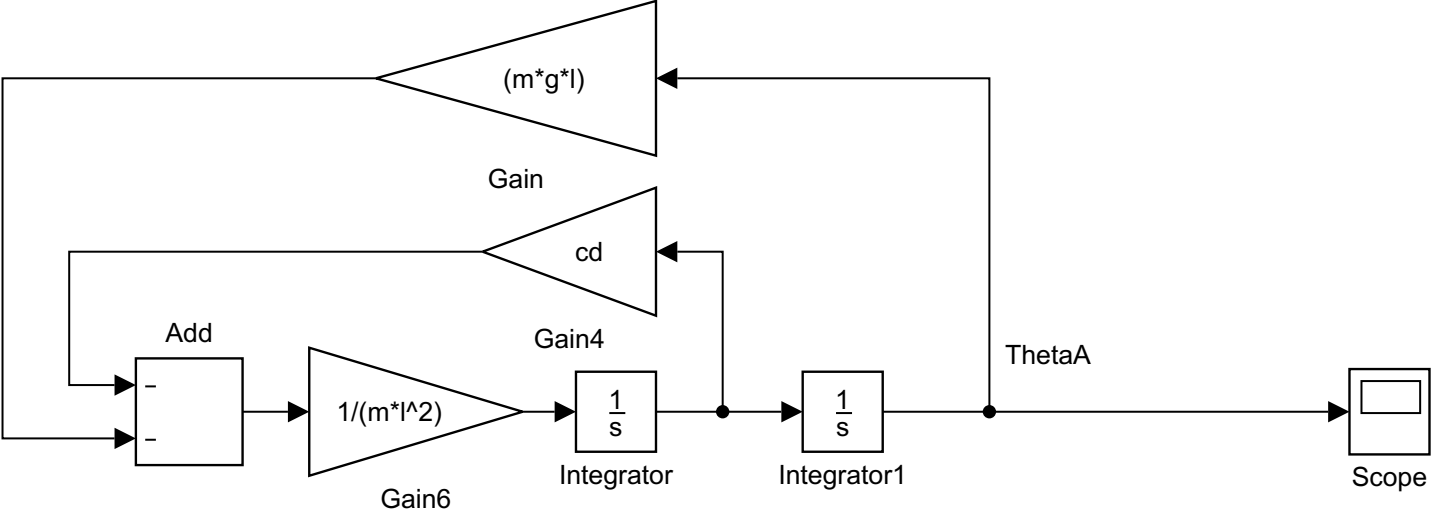 (m*g*l)
Gain
cd
Gain4
Add
–
–
1/(m*l^2)
Gain6
1
s
Integrator
1
s
Integrator1
ThetaA
Scope